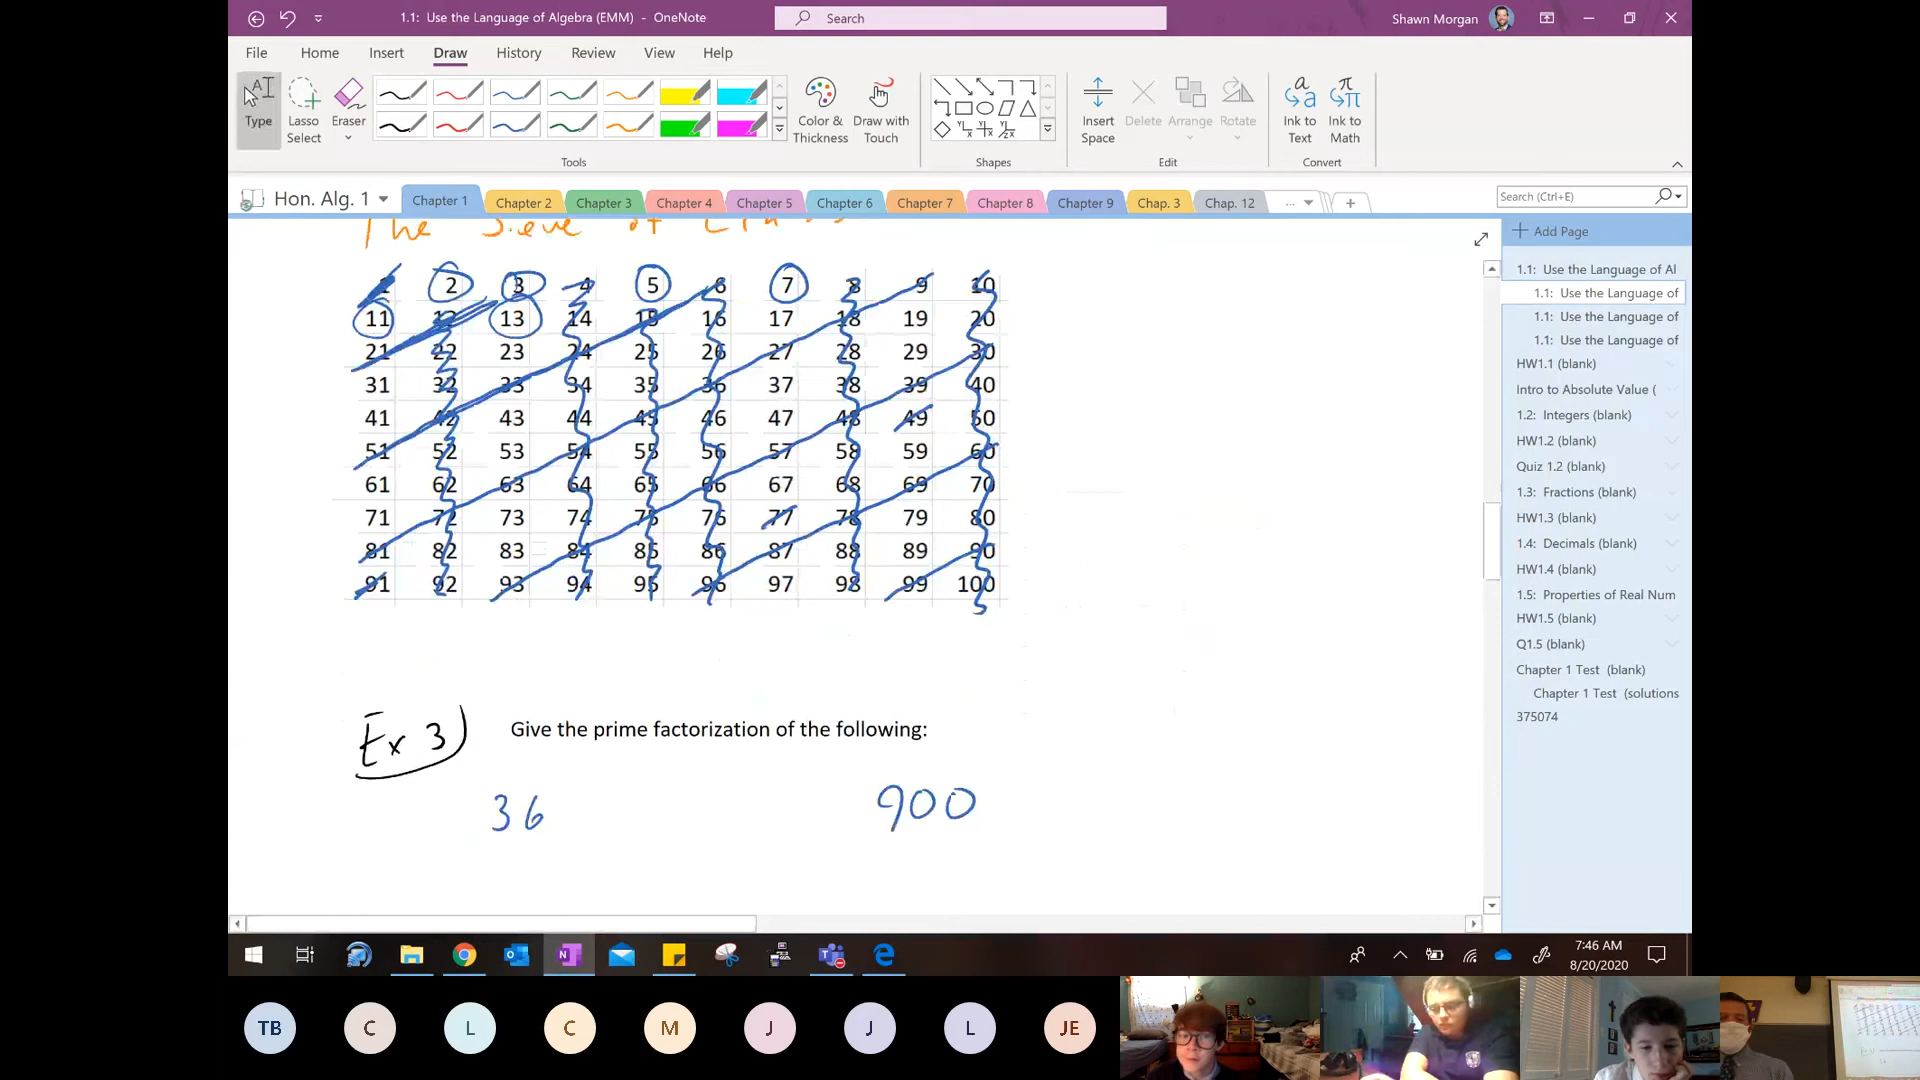 1.1: Use the Language of Algebra (EMM) - OneNote
Search
Shawn Morgan
File Home Insert Draw History Review View Help
Type
Lasso Select
Eraser
Color & Thickness
Draw with Touch
Insert Space
Delete
Arrange
Rotate
Ink to Text
Ink to Math
Tools
Shapes
Edit
Convert
Hon. Alg. 1
Chapter 1 Chapter 2 Chapter 3 Chapter 4 Chapter 5 Chapter 6 Chapter 7 Chapter 8 Chapter 9 Chap. 3 Chap. 12 ...
Search (Ctrl+E)
The Sieve of
1 2 3 4 5 6 7 8 9 10
11 12 13 14 15 16 17 18 19 20
21 22 23 24 25 26 27 28 29 30
31 32 33 34 35 36 37 38 39 40
41 42 43 44 45 46 47 48 49 50
51 52 53 54 55 56 57 58 59 60
61 62 63 64 65 66 67 68 69 70
71 72 73 74 75 76 77 78 79 80
81 82 83 84 85 86 87 88 89 90
91 92 93 94 95 96 97 98 99 100
Ex 3) Give the prime factorization of the following:
36 900
Add Page
1.1: Use the Language of Al
1.1: Use the Language of
1.1: Use the Language of
1.1: Use the Language of
HW1.1 (blank)
Intro to Absolute Value (
1.2: Integers (blank)
HW1.2 (blank)
Quiz 1.2 (blank)
1.3: Fractions (blank)
HW1.3 (blank)
1.4: Decimals (blank)
HW1.4 (blank)
1.5: Properties of Real Num
HW1.5 (blank)
Q1.5 (blank)
Chapter 1 Test (blank)
Chapter 1 Test (solutions
375074
7:46 AM
8/20/2020
TB C L C M J J L JE